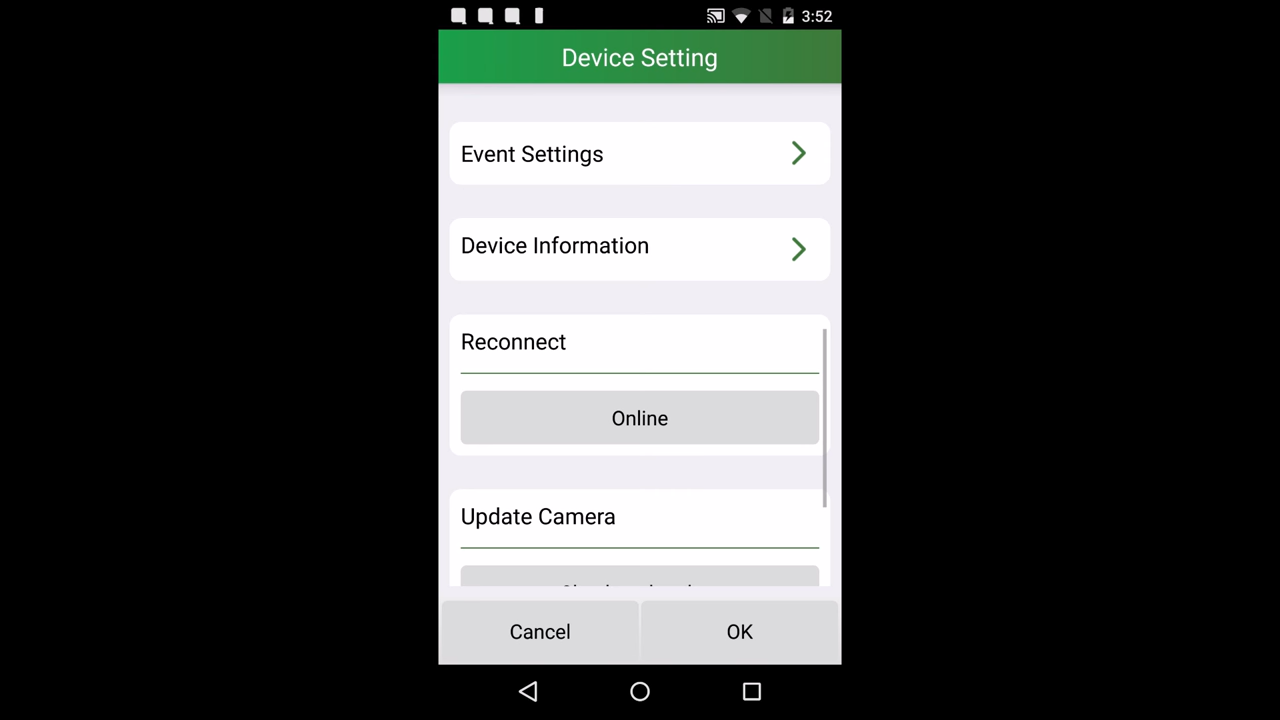 3:52
Device Setting
Event Settings
Device Information
Reconnect
Online
Update Camera
Cancel
OK